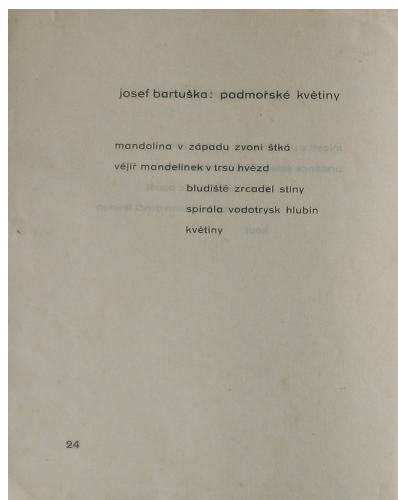 josef bartuška: podmořské květiny
mandolina v západu zvoní štká
vějíř mandelinek v trsu hvězd
bludiště zrcadel stíny
spirála vodotrysk hlubin
květiny
24